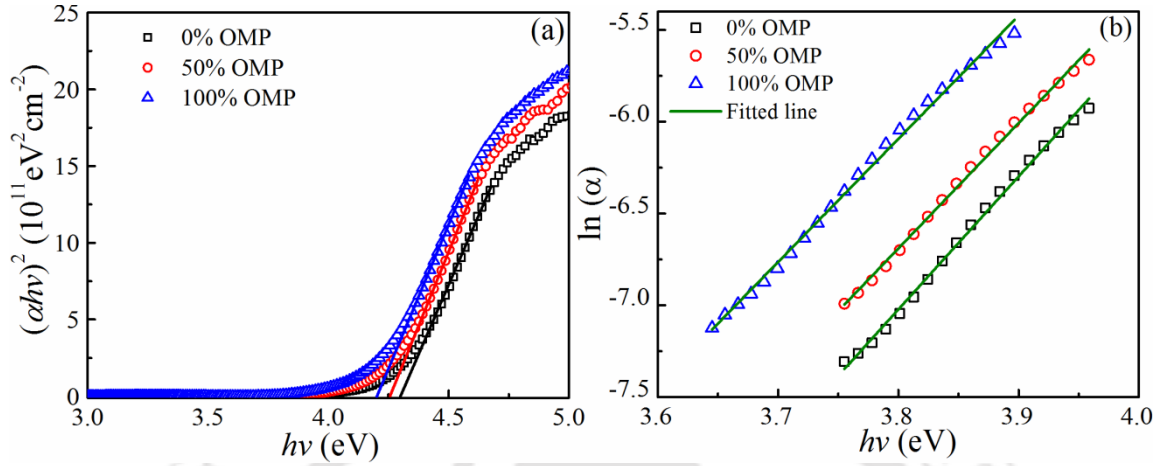 (a)
0% OMP
50% OMP
100% OMP
(αhν)² (10¹¹eV²cm⁻²)
25
20
15
10
5
0
3.0 3.5 4.0 4.5 5.0
hν (eV)
(b)
0% OMP
50% OMP
100% OMP
Fitted line
ln (α)
-5.5
-6.0
-6.5
-7.0
-7.5
3.6 3.7 3.8 3.9 4.0
hν (eV)